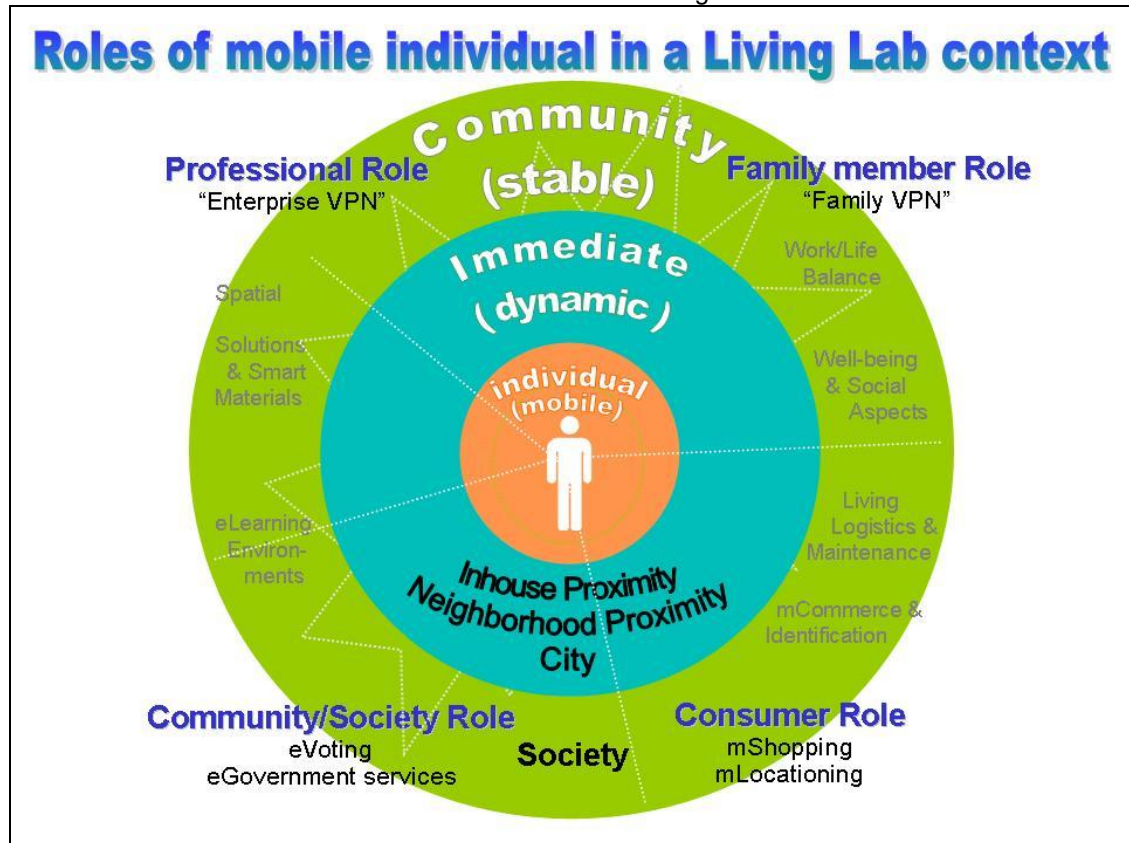 Roles of mobile individual in a Living Lab context
Community
(stable)
Professional Role
“Enterprise VPN”
Family member Role
“Family VPN”
Immediate
(dynamic)
Work/Life
Balance
Spatial
Solutions
& Smart
Materials
Well-being
& Social
Aspects
individual
(mobile)
eLearning
Environ-
ments
Living
Logistics &
Maintenance
Inhouse Proximity
Neighborhood Proximity
City
mCommerce &
Identification
Community/Society Role
eVoting
eGovernment services
Society
Consumer Role
mShopping
mLocationing